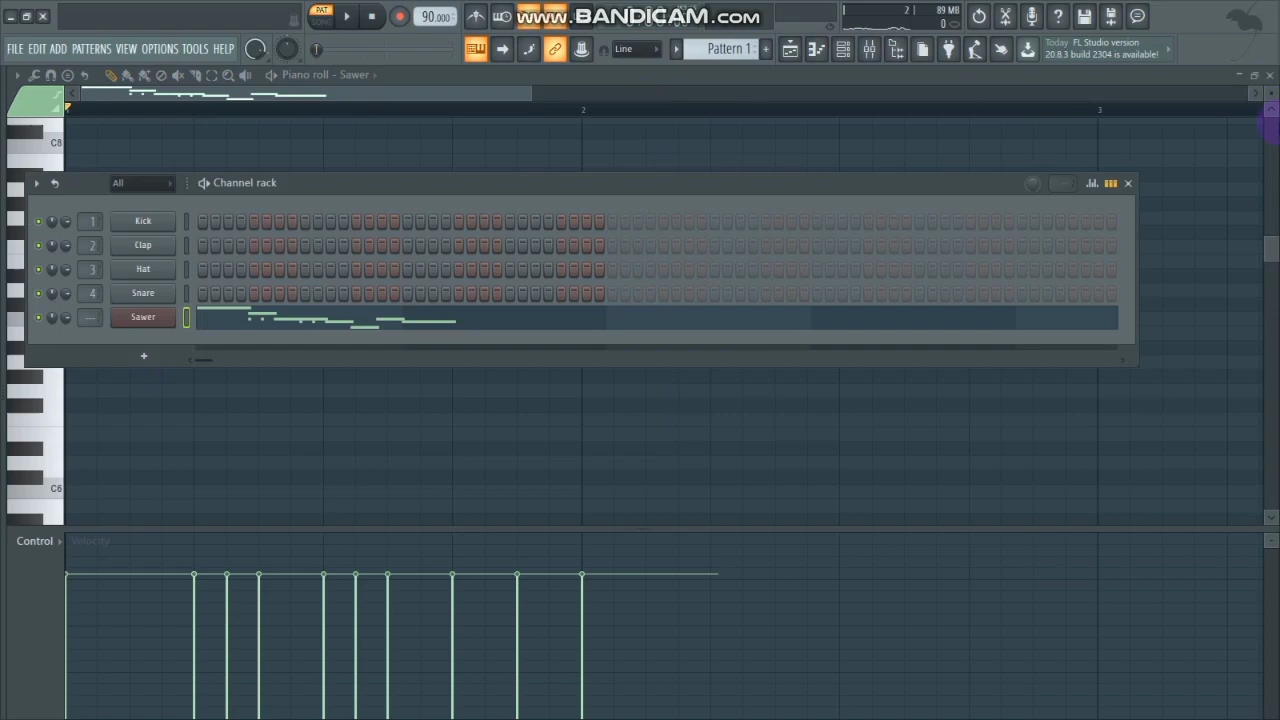 PAT
SONG
90.000
www.BANDICAM.com
2
89 MB
0
FILE EDIT ADD PATTERNS VIEW OPTIONS TOOLS HELP
Line
Pattern 1
+
Today FL Studio version
20.8.3 build 2304 is available!
Piano roll - Sawer
2
3
C8
All
Channel rack
1
Kick
2
Clap
3
Hat
4
Snare
---
Sawer
+
C6
Control
Velocity